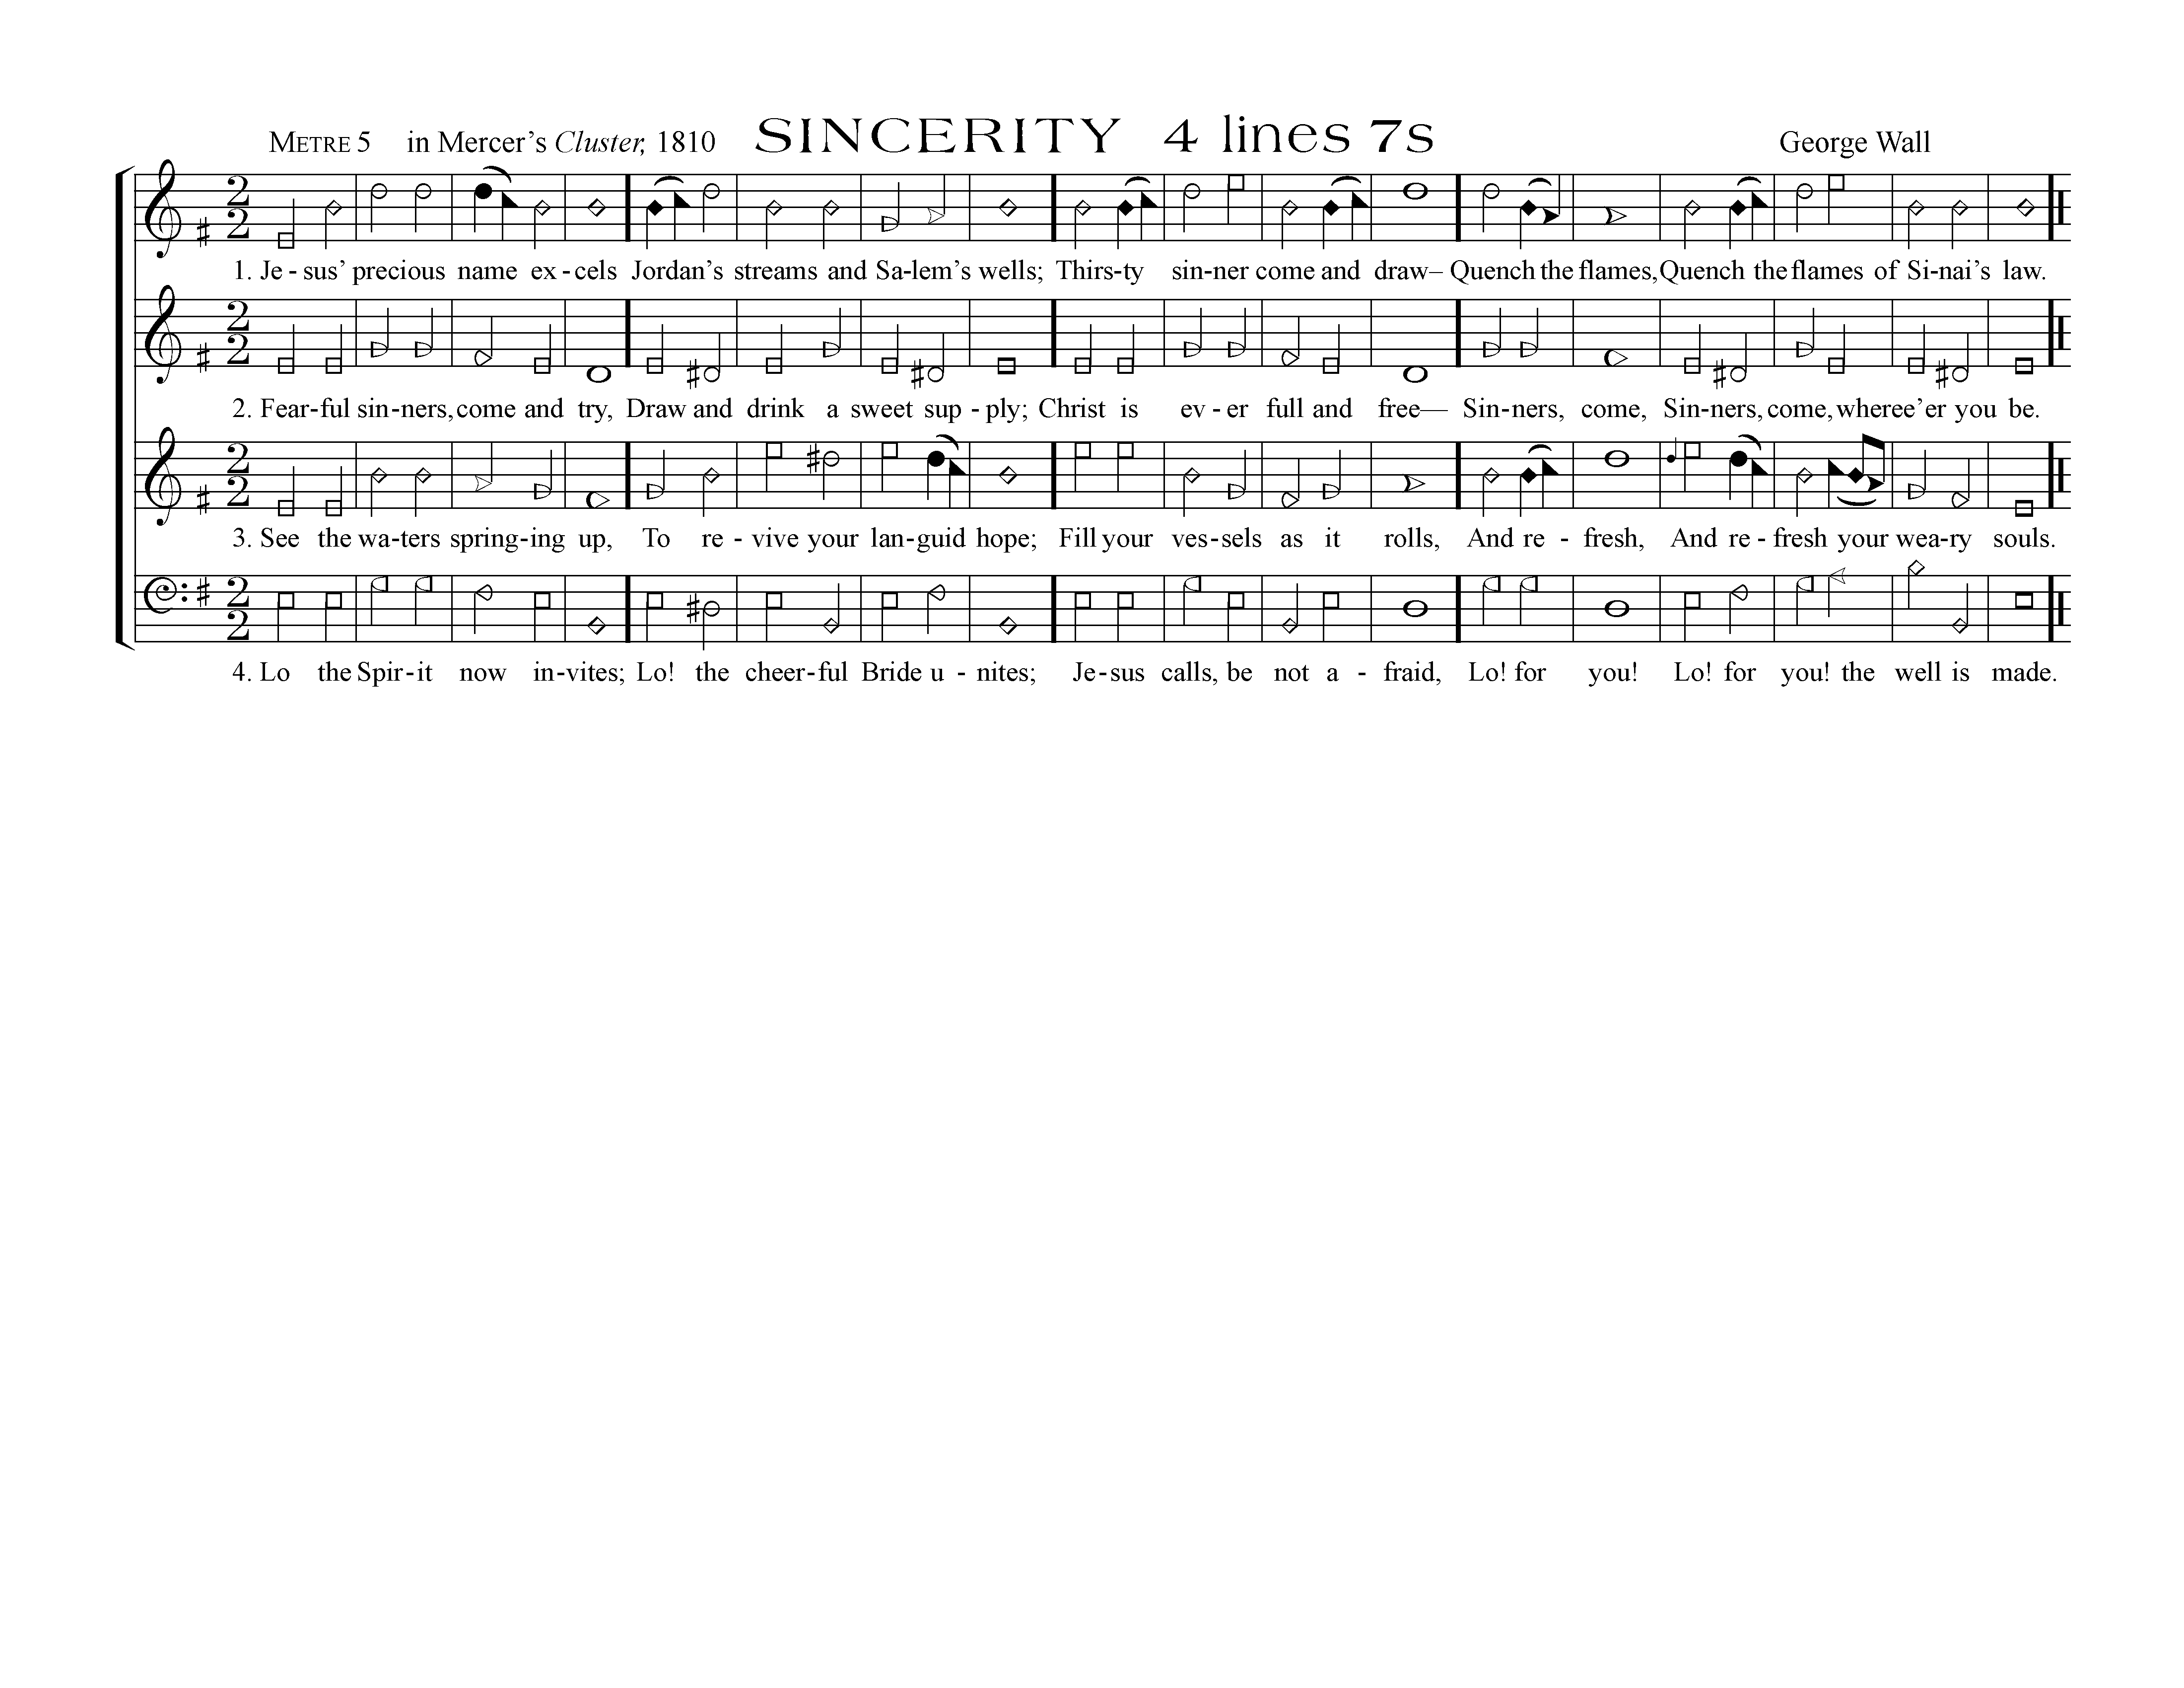 METRE 5 in Mercer’s Cluster, 1810 SINCERITY 4 lines 7s George Wall
1. Je - sus’ precious name ex - cels Jordan’s streams and Sa-lem’s wells; Thirs-ty sin-ner come and draw– Quench the flames, Quench the flames of Si-nai’s law.
2. Fear-ful sin-ners, come and try, Draw and drink a sweet sup - ply; Christ is ev - er full and free— Sin-ners, come, Sin-ners, come, wheree’er you be.
3. See the wa-ters spring-ing up, To re - vive your lan-guid hope; Fill your ves-sels as it rolls, And re - fresh, And re - fresh your wea-ry souls.
4. Lo the Spir-it now in-vites; Lo! the cheer-ful Bride u - nites; Je-sus calls, be not a - fraid, Lo! for you! Lo! for you! the well is made.